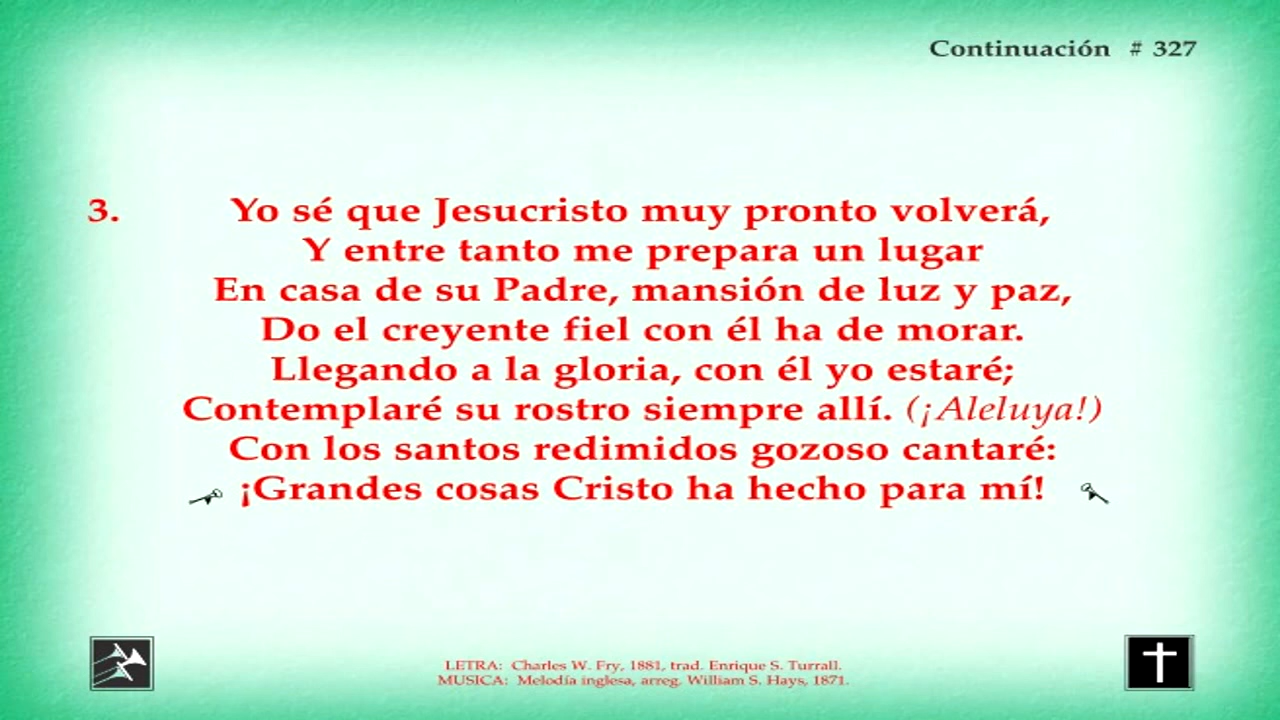 Continuación # 327
3. Yo sé que Jesucristo muy pronto volverá,
Y entre tanto me prepara un lugar
En casa de su Padre, mansión de luz y paz,
Do el creyente fiel con él ha de morar.
Llegando a la gloria, con él yo estaré;
Contemplaré su rostro siempre allí. (¡Aleluya!)
Con los santos redimidos gozoso cantaré:
¡Grandes cosas Cristo ha hecho para mí!
LETRA: Charles W. Fry, 1881, trad. Enrique S. Turrall.
MUSICA: Melodía inglesa, arreg. William S. Hays, 1871.